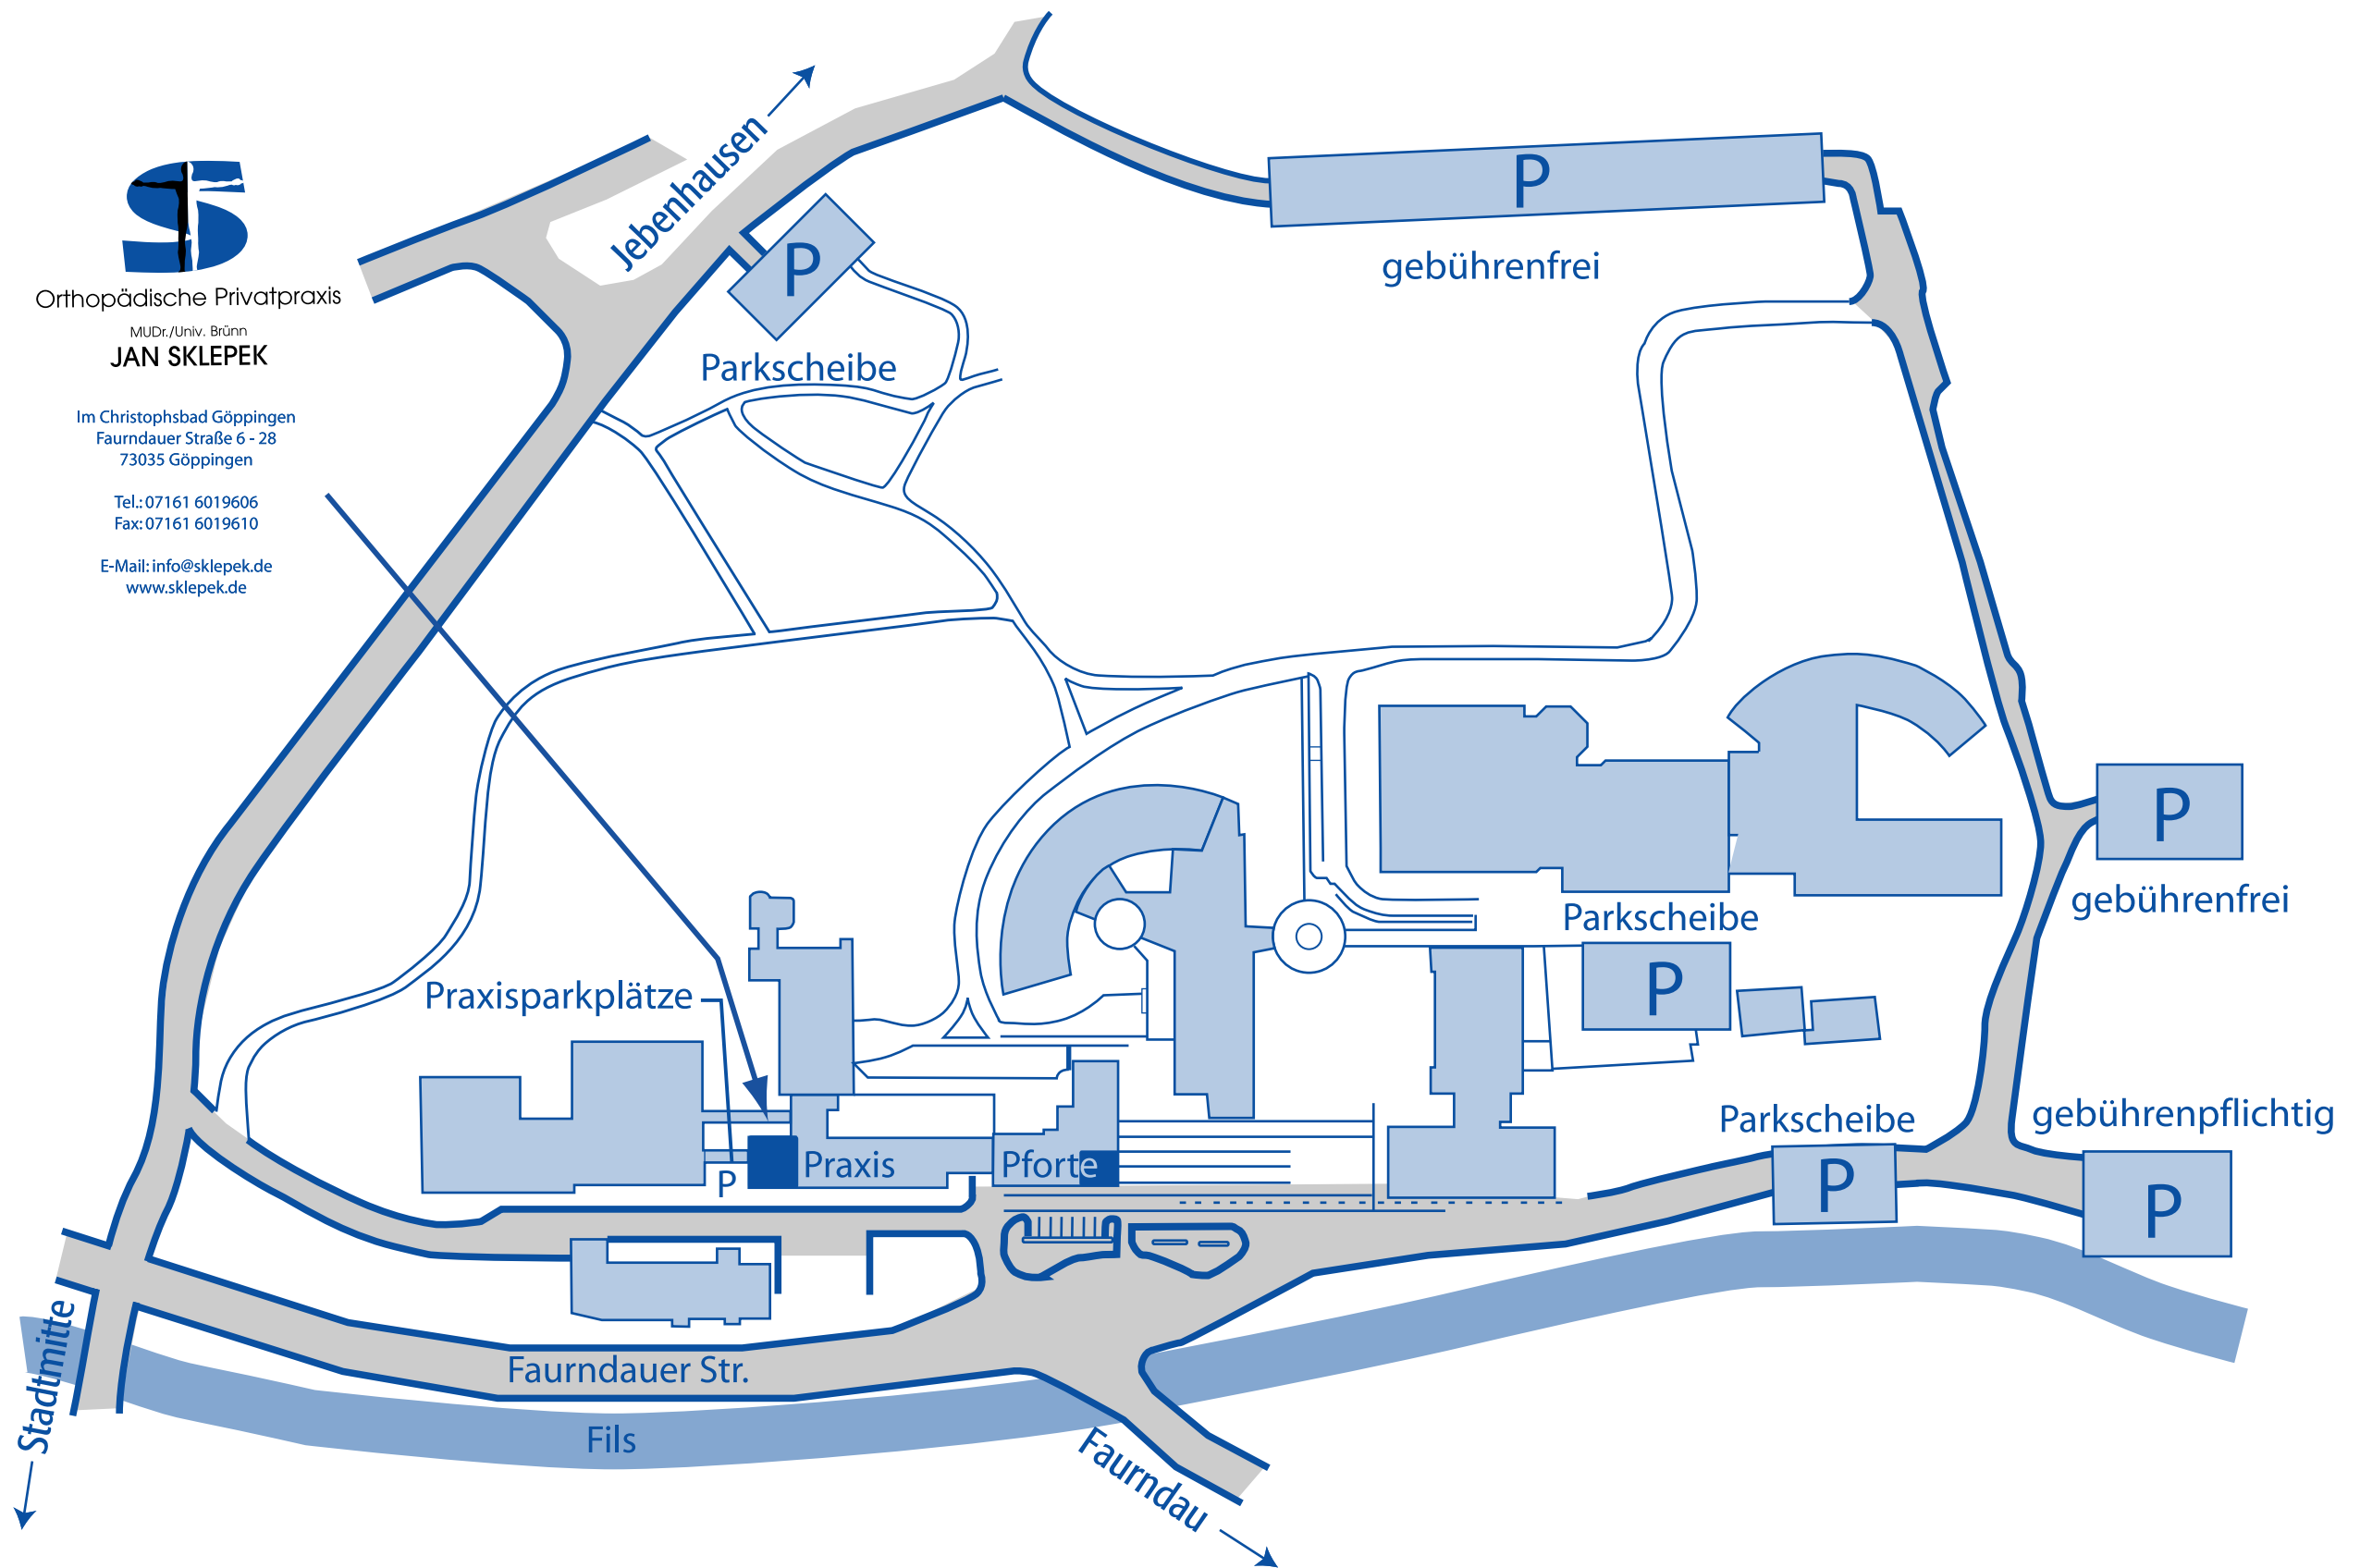 Orthopädische Privatpraxis
MUDr./Univ. Brünn
JAN SKLEPEK
Im Christophsbad Göppingen
Faurndauer Straße 6 - 28
73035 Göppingen
Tel.: 07161 6019606
Fax: 07161 6019610
E-Mail: info@sklepek.de
www.sklepek.de
Jebenhausen
P
Parkscheibe
P
gebührenfrei
P
gebührenfrei
Parkscheibe
P
Praxisparkplätze
P
Praxis
Pforte
Parkscheibe
P
gebührenpflichtig
P
Stadtmitte
Faurndauer Str.
Fils
Faurndau